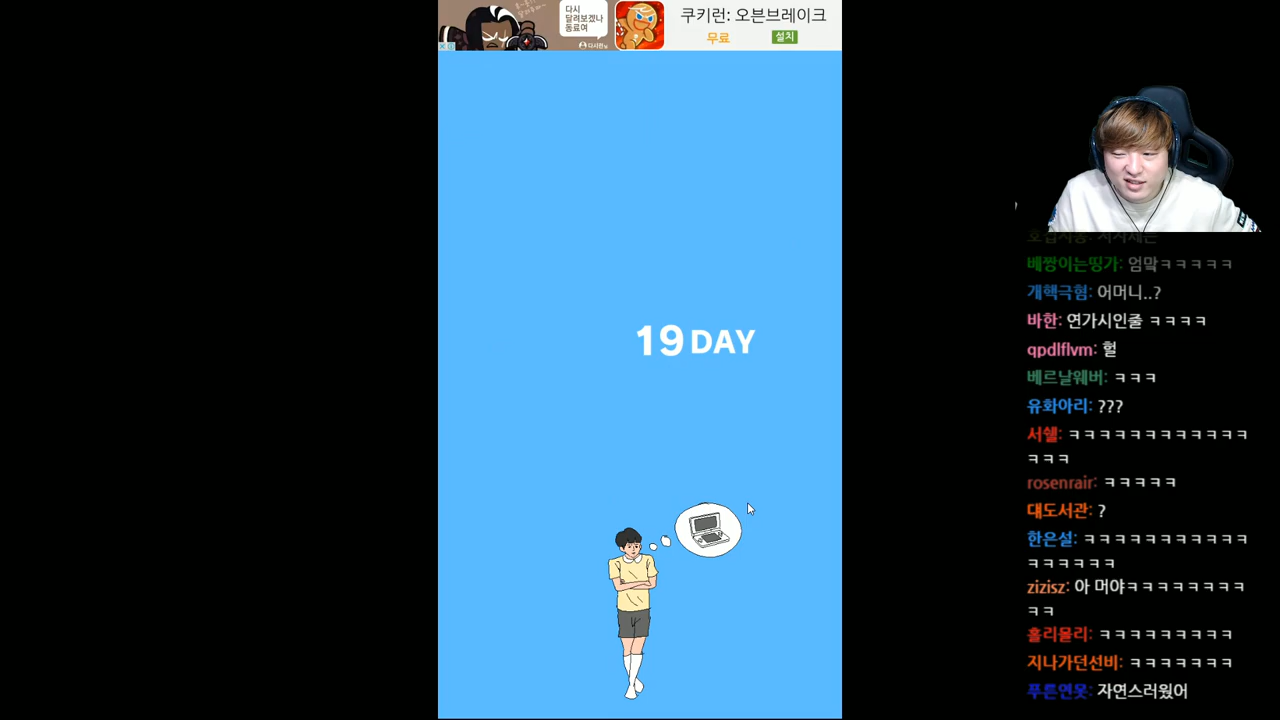 다시
달려보겠나
동료여
쿠키런: 오븐브레이크
무료
설치
19 DAY
배짱이는띵가: 엄맠ㅋㅋㅋㅋㅋ
개핵극혐: 어머니..?
바한: 연가시인줄 ㅋㅋㅋㅋ
qpdlflvm: 헐
베르날웨버: ㅋㅋㅋ
유화아리: ???
서쉘: ㅋㅋㅋㅋㅋㅋㅋㅋㅋㅋㅋㅋ
ㅋㅋㅋ
rosenrair: ㅋㅋㅋㅋㅋ
대도서관: ?
한은설: ㅋㅋㅋㅋㅋㅋㅋㅋㅋㅋㅋ
ㅋㅋㅋㅋㅋㅋ
zizisz: 아 머야ㅋㅋㅋㅋㅋㅋㅋㅋ
ㅋㅋ
홀리몰리: ㅋㅋㅋㅋㅋㅋㅋㅋㅋ
지나가던선비: ㅋㅋㅋㅋㅋㅋㅋ
푸른연못: 자연스러웠어